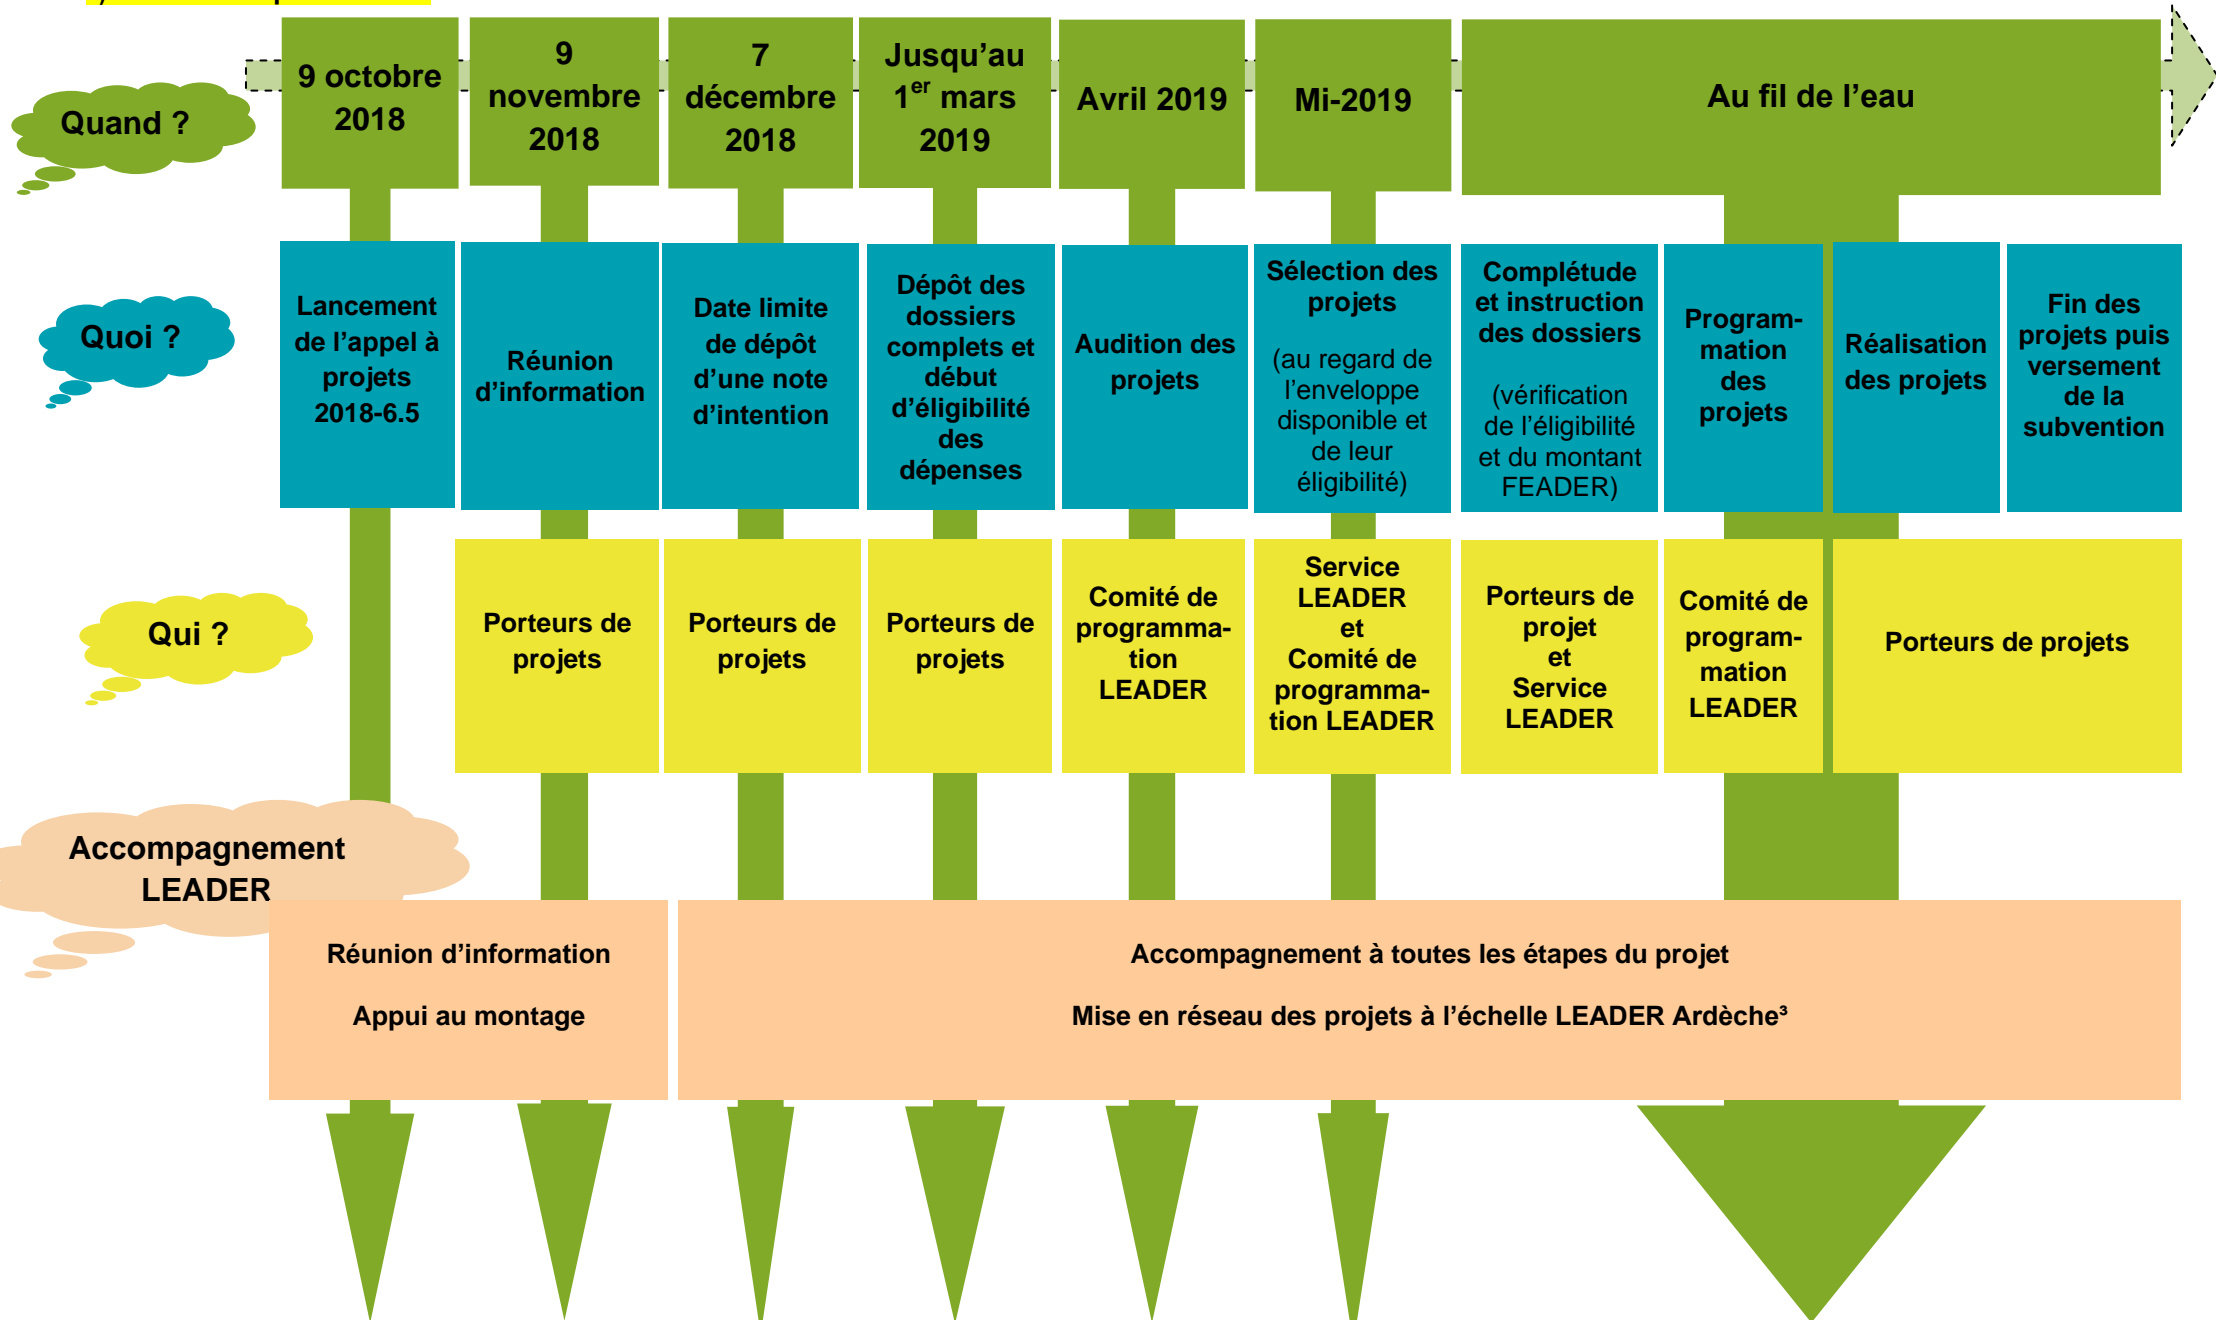 Quand ?
9 octobre
2018
9
novembre
2018
7
décembre
2018
Jusqu’au
1er mars
2019
Avril 2019
Mi-2019
Au fil de l’eau
Quoi ?
Lancement
de l’appel à
projets
2018-6.5
Réunion
d’information
Date limite
de dépôt
d’une note
d’intention
Dépôt des
dossiers
complets et
début
d’éligibilité
des
dépenses
Audition des
projets
Sélection des
projets
(au regard de
l’enveloppe
disponible et
de leur
éligibilité)
Complétude
et instruction
des dossiers
(vérification
de l’éligibilité
et du montant
FEADER)
Program-
mation
des
projets
Réalisation
des projets
Fin des
projets puis
versement
de la
subvention
Qui ?
Porteurs de
projets
Porteurs de
projets
Porteurs de
projets
Comité de
programma-
tion
LEADER
Service
LEADER
et
Comité de
programma-
tion LEADER
Porteurs de
projet
et
Service
LEADER
Comité de
program-
mation
LEADER
Porteurs de projets
Accompagnement
LEADER
Réunion d’information
Appui au montage
Accompagnement à toutes les étapes du projet
Mise en réseau des projets à l’échelle LEADER Ardèche³